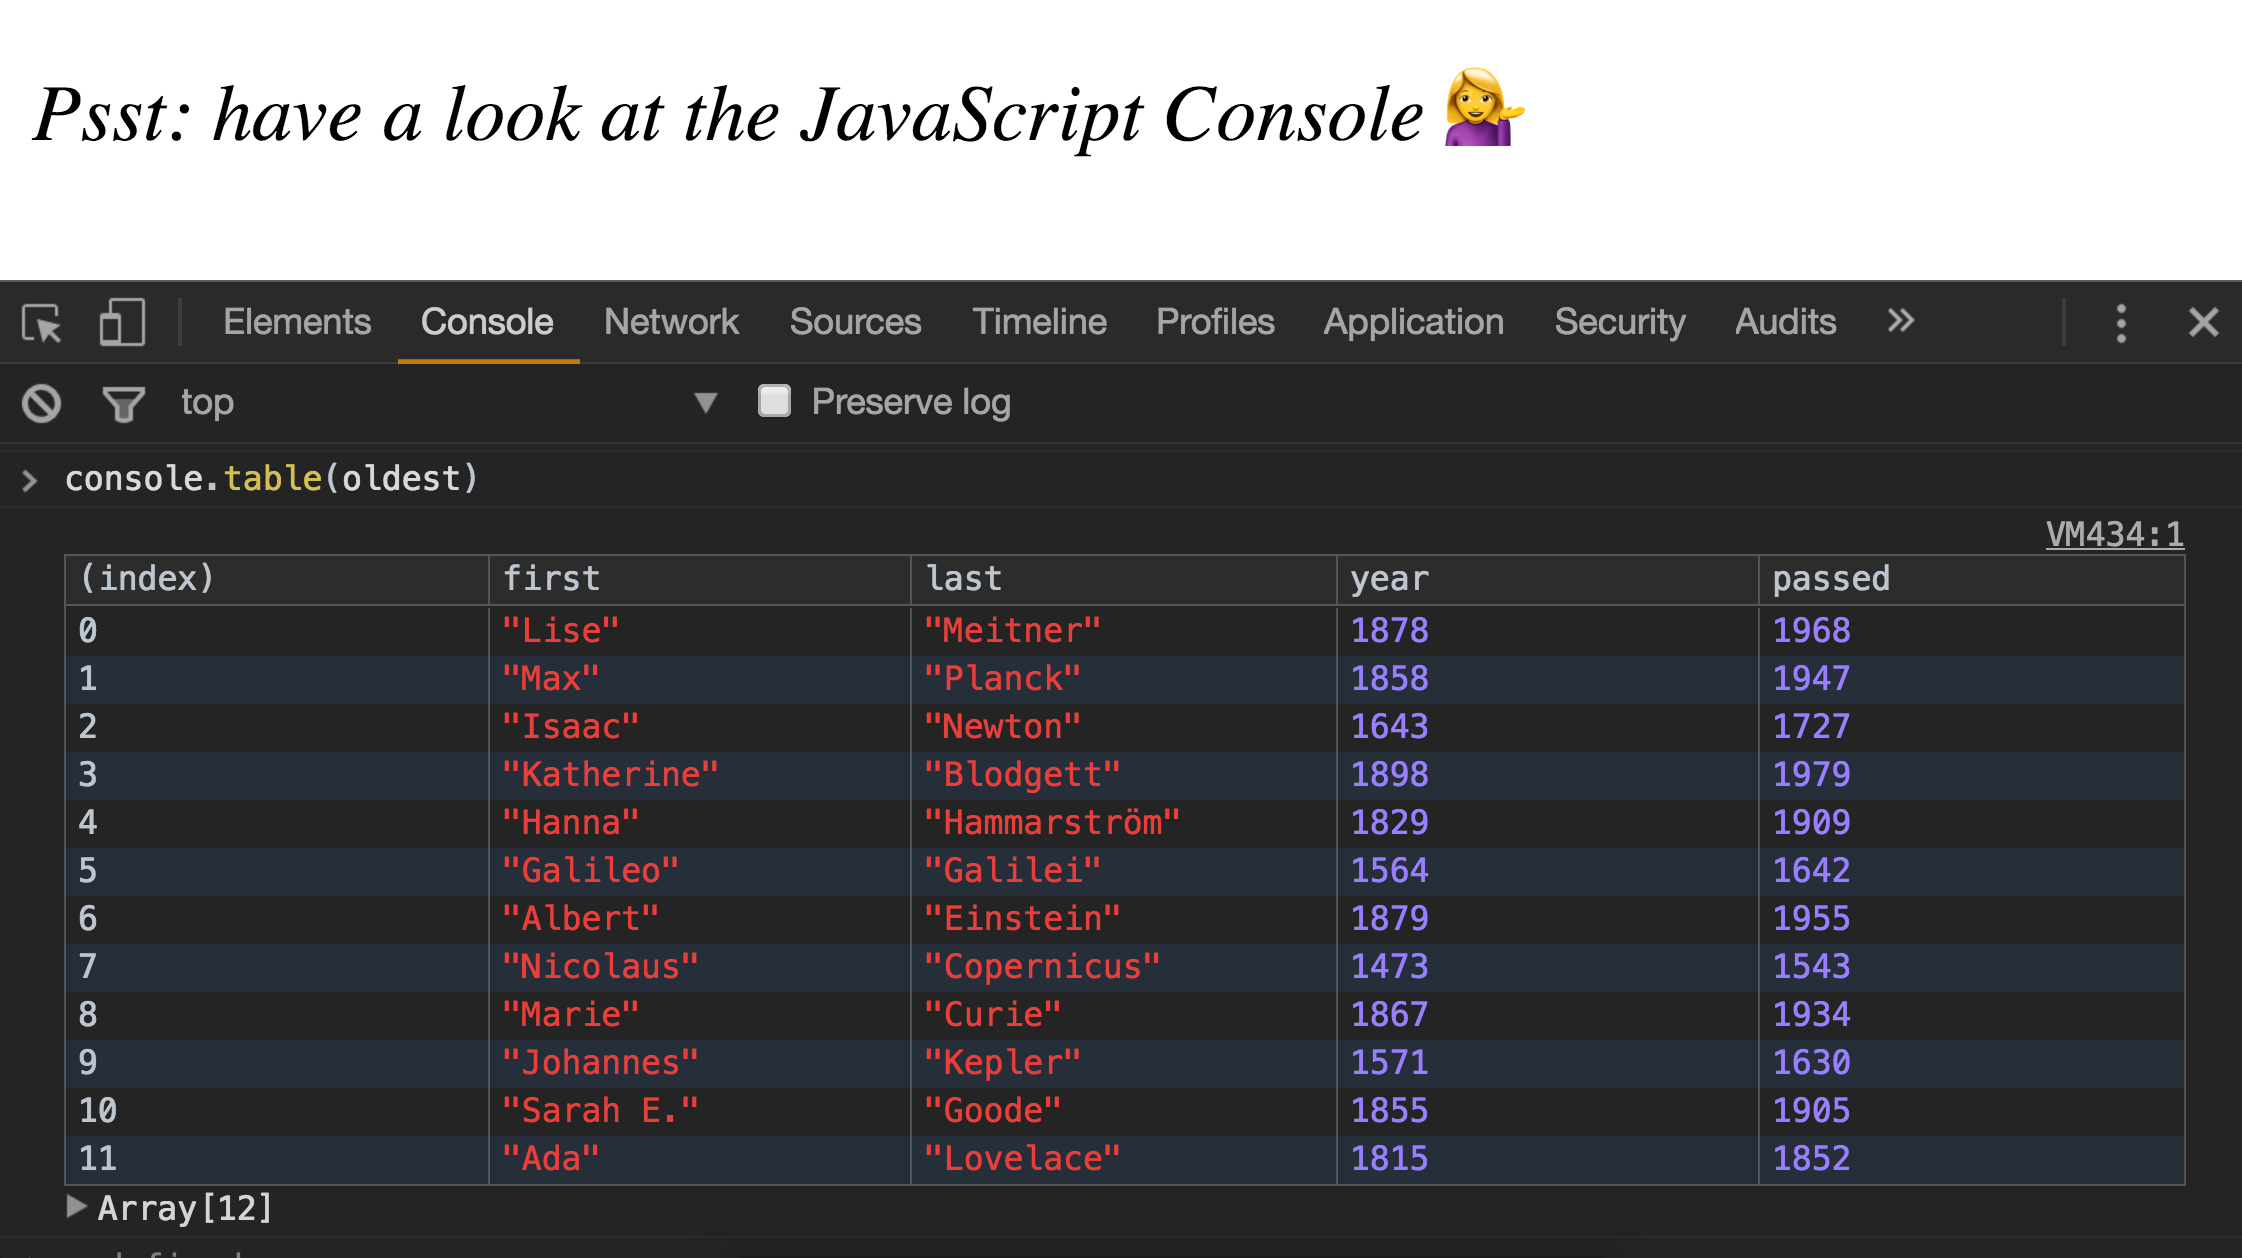 Psst: have a look at the JavaScript Console 💁
Elements Console Network Sources Timeline Profiles Application Security Audits »
top ▼ Preserve log
> console.table(oldest)
VM434:1
(index) first last year passed
0 "Lise" "Meitner" 1878 1968
1 "Max" "Planck" 1858 1947
2 "Isaac" "Newton" 1643 1727
3 "Katherine" "Blodgett" 1898 1979
4 "Hanna" "Hammarström" 1829 1909
5 "Galileo" "Galilei" 1564 1642
6 "Albert" "Einstein" 1879 1955
7 "Nicolaus" "Copernicus" 1473 1543
8 "Marie" "Curie" 1867 1934
9 "Johannes" "Kepler" 1571 1630
10 "Sarah E." "Goode" 1855 1905
11 "Ada" "Lovelace" 1815 1852
▶ Array[12]